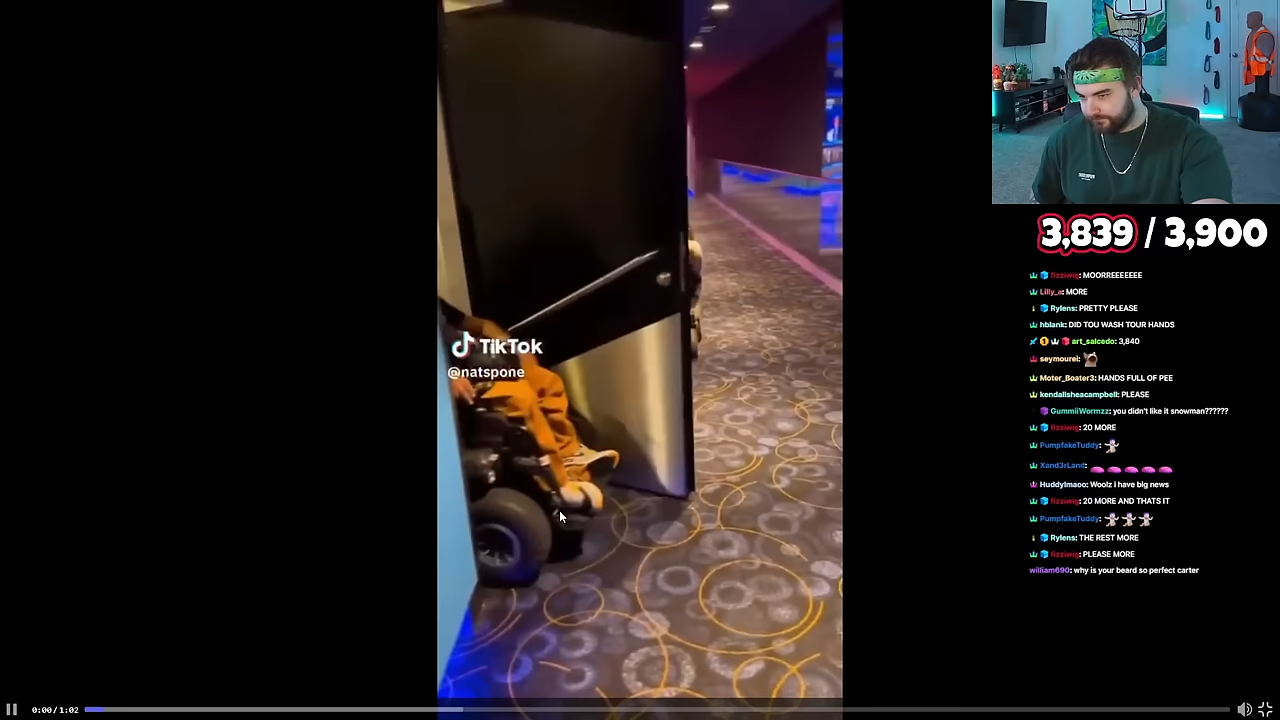 TikTok
@natspone
3,839 / 3,900
fizziwig: MOORREEEEEEE
Lilly_a: MORE
Rylens: PRETTY PLEASE
hblank: DID TOU WASH TOUR HANDS
art_salcedo: 3,840
seymourei:
Moter_Boater3: HANDS FULL OF PEE
kendallsheacampbell: PLEASE
GummiiWormzz: you didn't like it snowman??????
fizziwig: 20 MORE
PumpfakeTuddy:
Xand3rLand:
Huddylmaoo: Woolz i have big news
fizziwig: 20 MORE AND THATS IT
PumpfakeTuddy:
Rylens: THE REST MORE
fizziwig: PLEASE MORE
william690: why is your beard so perfect carter
0:00 / 1:02